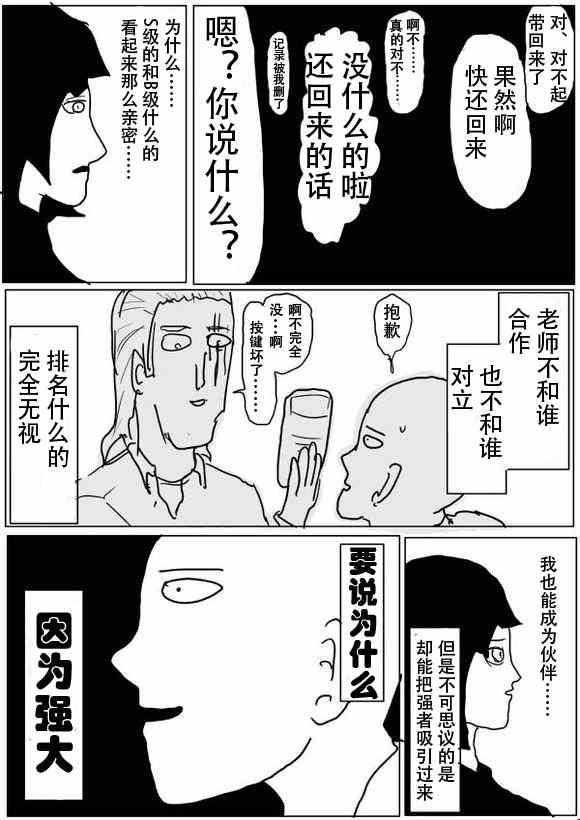 对、对不起
带回来了
果然啊
快还回来
啊不……
真的对不……
没什么的啦
还回来的话
记录被我删了
嗯？你说什么？
为什么……
S级的和B级什么的
看起来那么亲密……
老师不和谁
合作
也不和谁
对立
抱歉
啊不完全
没…啊
按键坏了……
排名什么的
完全无视
我也能成为伙伴……
但是不可思议的是
却能把强者吸引过来
要说为什么
因为强大